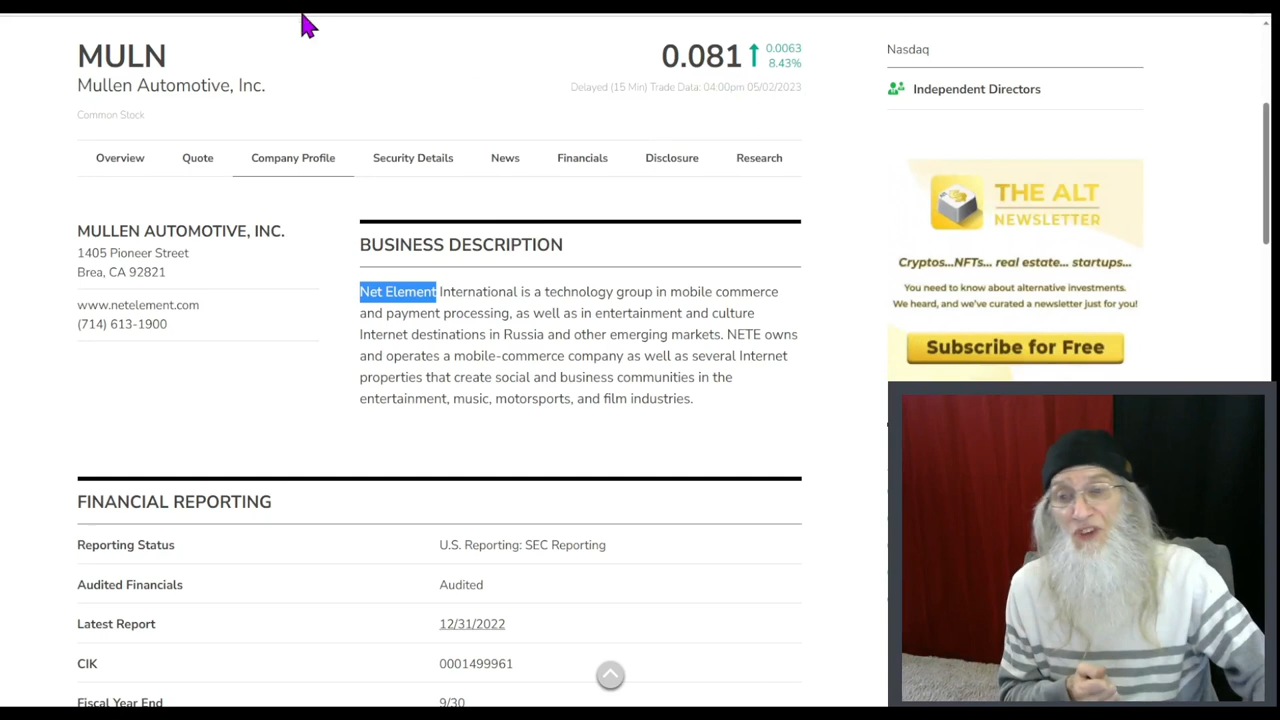 MULN
Mullen Automotive, Inc.
Common Stock
0.081
0.0063
8.43%
Delayed (15 Min) Trade Data: 04:00pm 05/02/2023
Overview
Quote
Company Profile
Security Details
News
Financials
Disclosure
Research
MULLEN AUTOMOTIVE, INC.
1405 Pioneer Street
Brea, CA 92821
www.netelement.com
(714) 613-1900
BUSINESS DESCRIPTION
Net Element International is a technology group in mobile commerce
and payment processing, as well as in entertainment and culture
Internet destinations in Russia and other emerging markets. NETE owns
and operates a mobile-commerce company as well as several Internet
properties that create social and business communities in the
entertainment, music, motorsports, and film industries.
FINANCIAL REPORTING
Reporting Status
U.S. Reporting: SEC Reporting
Audited Financials
Audited
Latest Report
12/31/2022
CIK
0001499961
Fiscal Year End
9/30
Nasdaq
Independent Directors
THE ALT
NEWSLETTER
Cryptos...NFTs... real estate... startups...
You need to know about alternative investments.
We heard, and we've curated a newsletter just for you!
Subscribe for Free